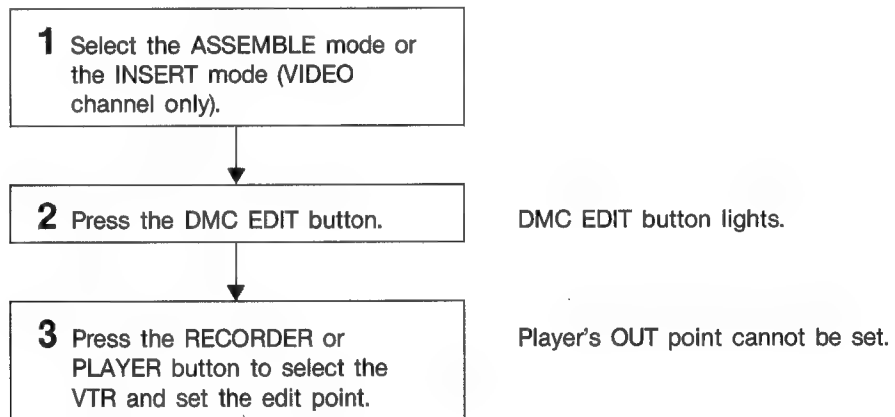 1 Select the ASSEMBLE mode or
the INSERT mode (VIDEO
channel only).
2 Press the DMC EDIT button.
DMC EDIT button lights.
3 Press the RECORDER or
PLAYER button to select the
VTR and set the edit point.
Player's OUT point cannot be set.